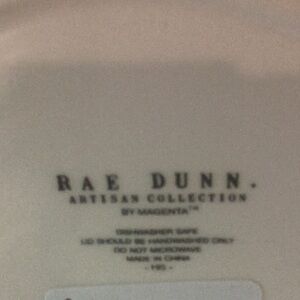 RAE DUNN.
ARTISAN COLLECTION
BY MAGENTA™
DISHWASHER SAFE
LID SHOULD BE HANDWASHED ONLY
DO NOT MICROWAVE
MADE IN CHINA